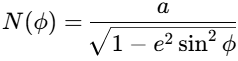 N(ϕ) = a / √(1 − e² sin² ϕ)